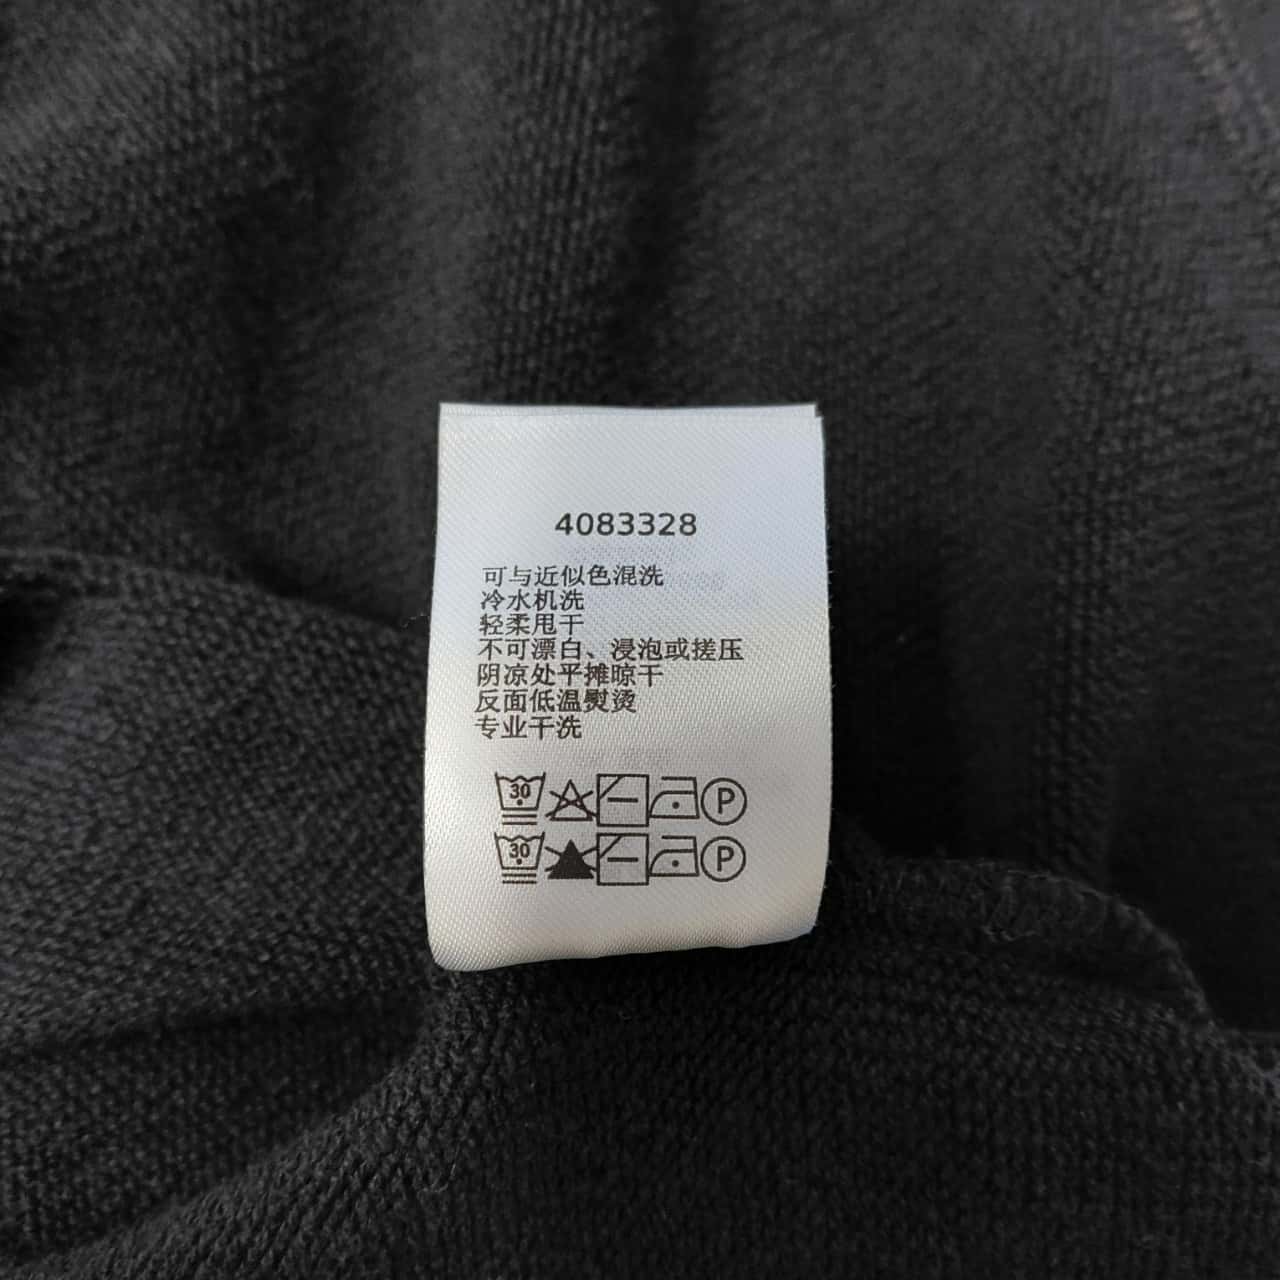 4083328
可与近似色混洗
冷水机洗
轻柔甩干
不可漂白、浸泡或搓压
阴凉处平摊晾干
反面低温熨烫
专业干洗
30 P
30 P